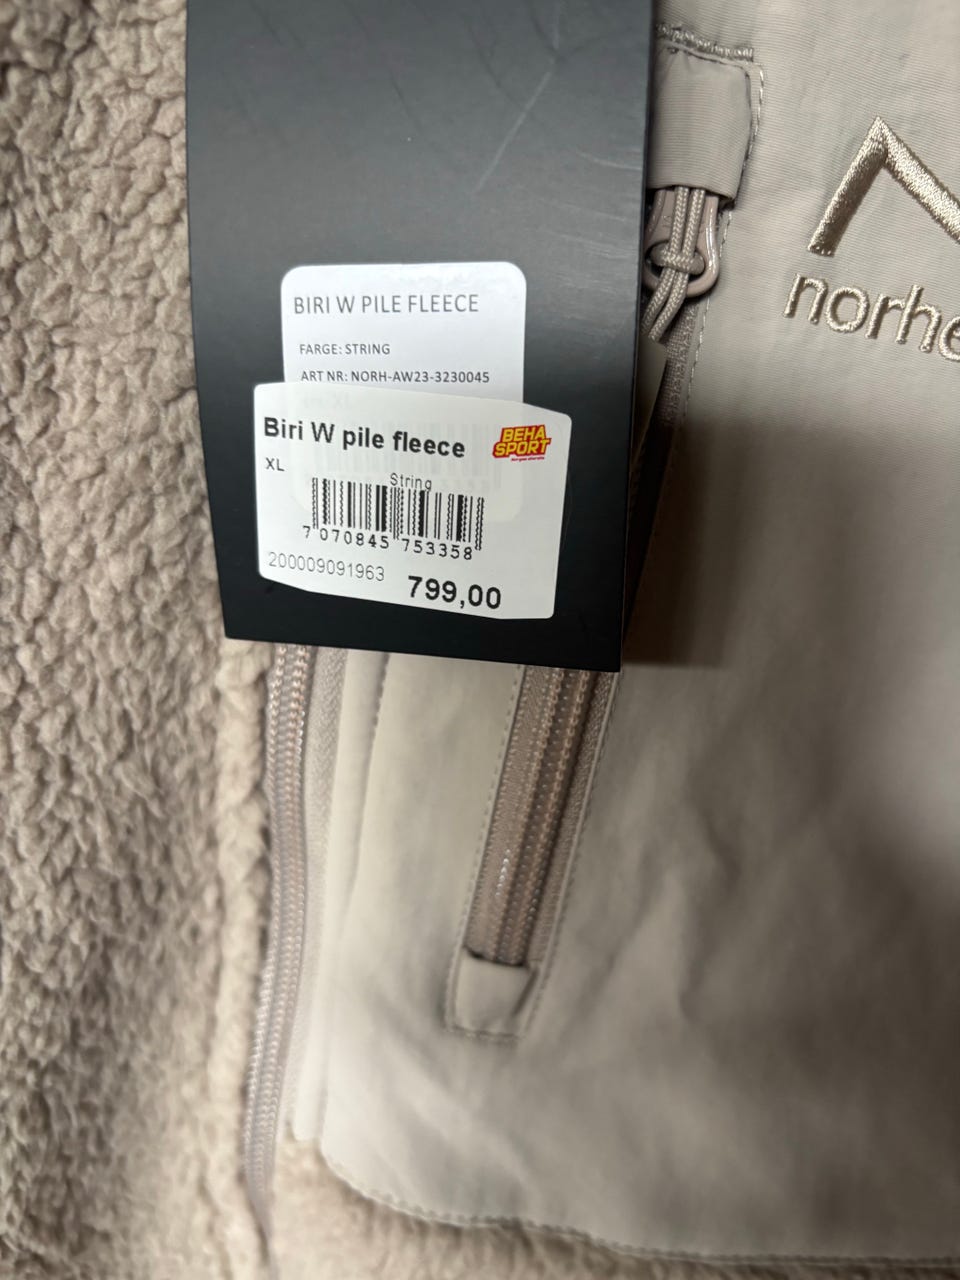 BIRI W PILE FLEECE
FARGE: STRING
ART NR: NORH-AW23-3230045
Biri W pile fleece
BEHA
SPORT
XL
String
7 070845 753358
200009091963
799,00
norhe